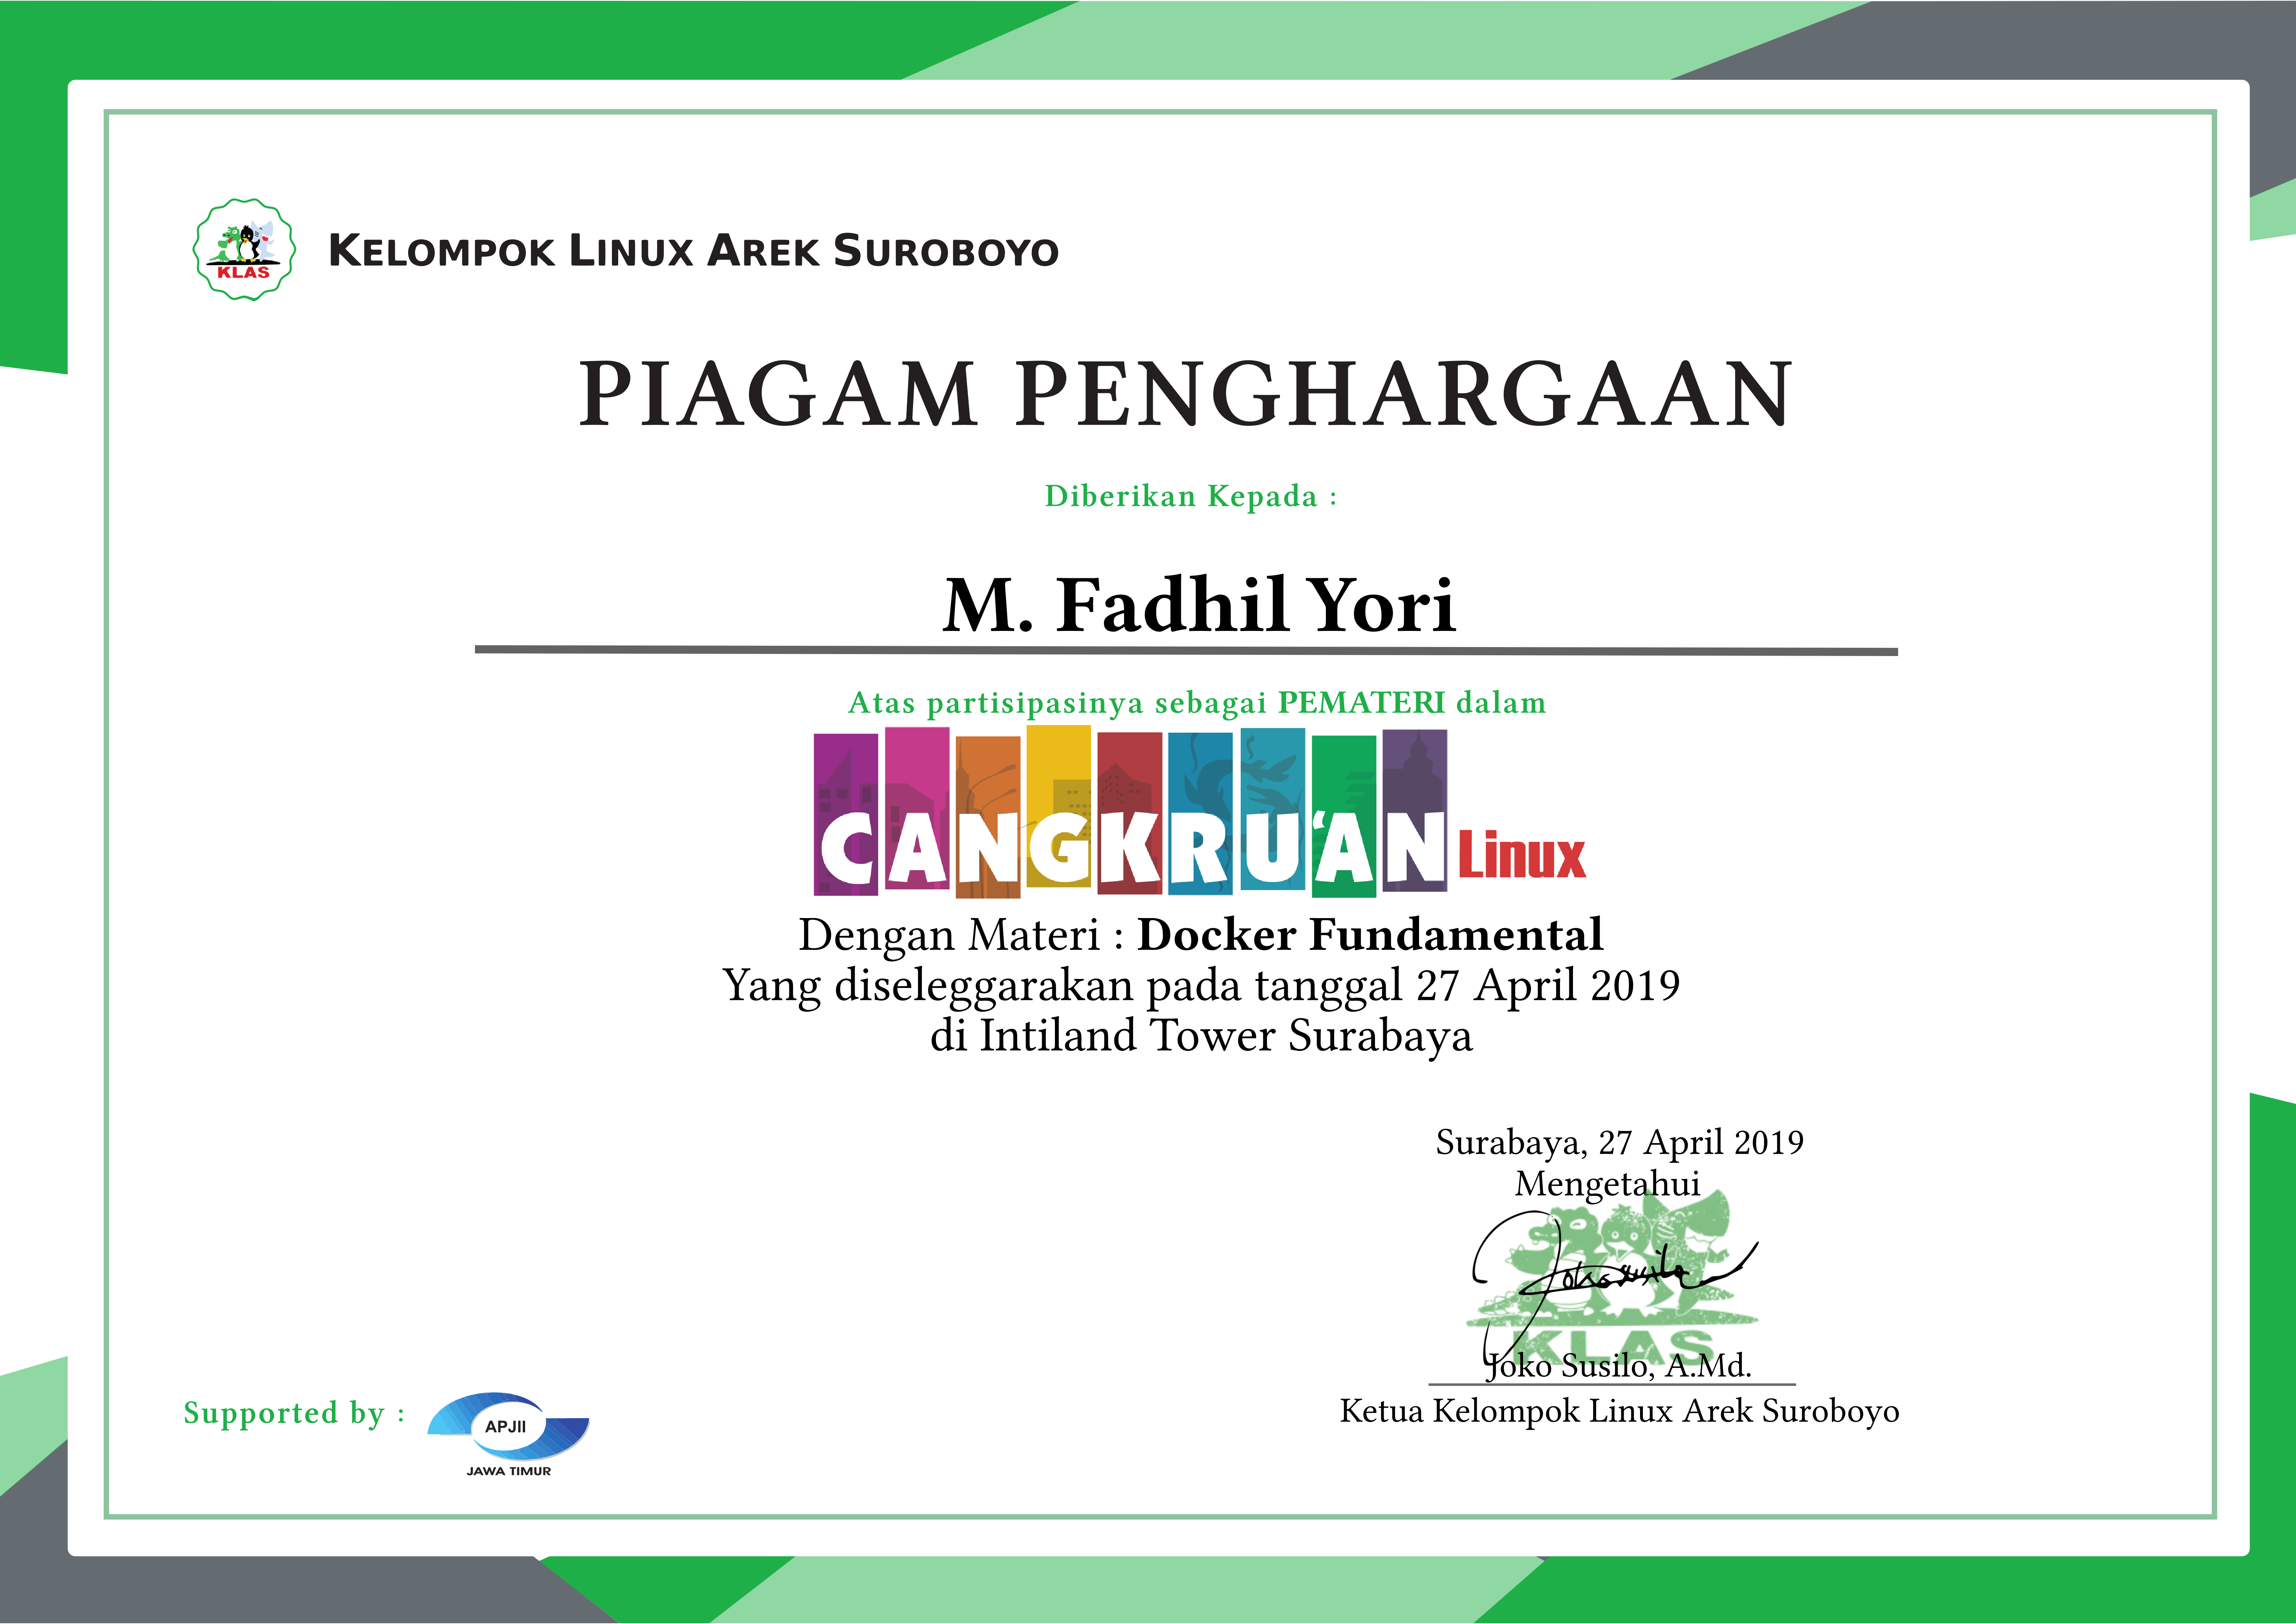 KLAS
KELOMPOK LINUX AREK SUROBOYO
PIAGAM PENGHARGAAN
Diberikan Kepada :
M. Fadhil Yori
Atas partisipasinya sebagai PEMATERI dalam
CANGKRU'AN Linux
Dengan Materi : Docker Fundamental
Yang diseleggarakan pada tanggal 27 April 2019
di Intiland Tower Surabaya
Surabaya, 27 April 2019
Mengetahui
Joko Susilo
KLAS
Joko Susilo, A.Md.
Ketua Kelompok Linux Arek Suroboyo
Supported by :
APJII
JAWA TIMUR